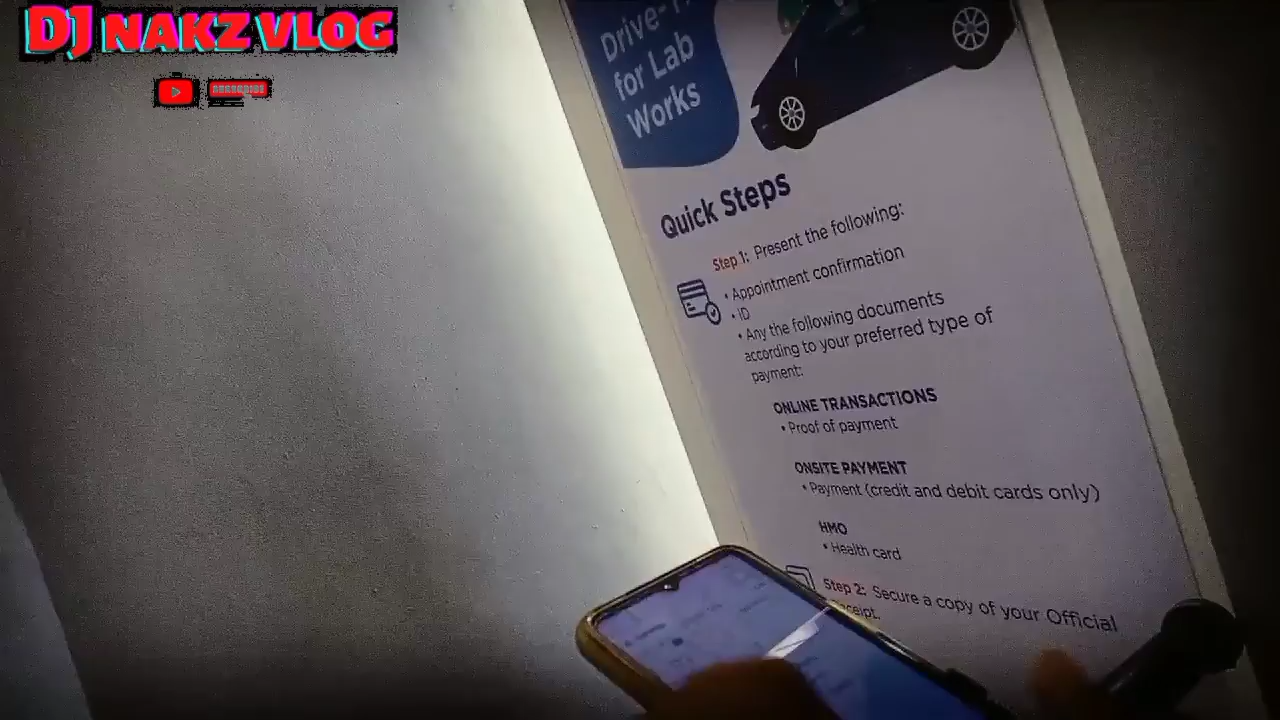 DJ NAKZ VLOG
SUBSCRIBE
Drive-T
for Lab
Works
Quick Steps
Step 1: Present the following:
• Appointment confirmation
• ID
• Any the following documents
according to your preferred type of
payment:
ONLINE TRANSACTIONS
• Proof of payment
ONSITE PAYMENT
• Payment (credit and debit cards only)
HMO
• Health card
Step 2: Secure a copy of your Official